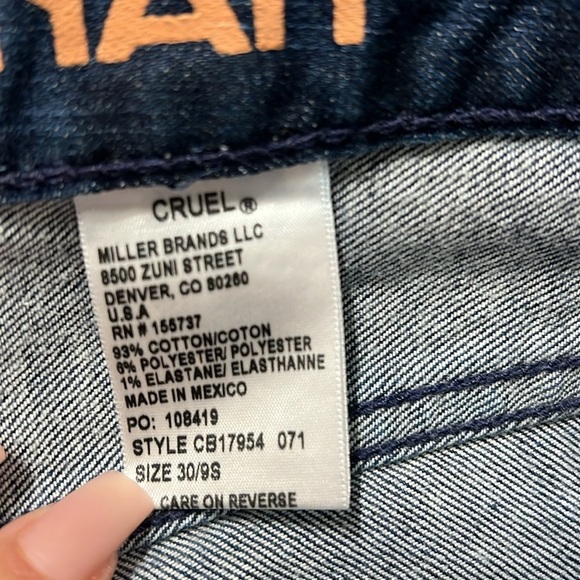 CRUEL®
MILLER BRANDS LLC
8500 ZUNI STREET
DENVER, CO 80260
U.S.A
RN # 155737
93% COTTON/COTTON
6% POLYESTER/ POLYESTER
1% ELASTANE/ ELASTHANNE
MADE IN MEXICO
PO: 108419
STYLE CB17954 071
SIZE 30/9S
CARE ON REVERSE